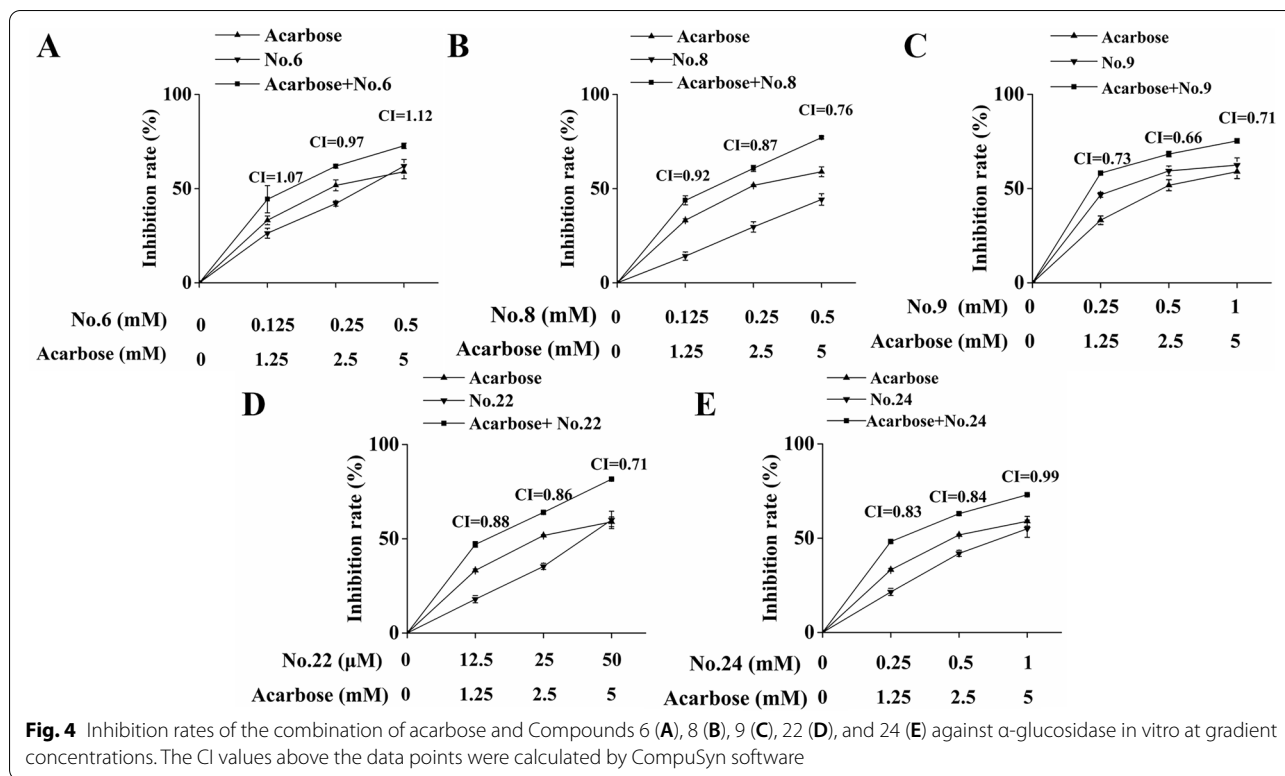 A
Acarbose
No.6
Acarbose+No.6
Inhibition rate (%)
100
50
0
CI=1.07
CI=0.97
CI=1.12
No.6 (mM) 0 0.125 0.25 0.5
Acarbose (mM) 0 1.25 2.5 5
B
Acarbose
No.8
Acarbose+No.8
Inhibition rate (%)
100
50
0
CI=0.92
CI=0.87
CI=0.76
No.8 (mM) 0 0.125 0.25 0.5
Acarbose (mM) 0 1.25 2.5 5
C
Acarbose
No.9
Acarbose+No.9
Inhibition rate (%)
100
50
0
CI=0.73
CI=0.66
CI=0.71
No.9 (mM) 0 0.25 0.5 1
Acarbose (mM) 0 1.25 2.5 5
D
Acarbose
No.22
Acarbose+ No.22
Inhibition rate (%)
100
50
0
CI=0.88
CI=0.86
CI=0.71
No.22 (μM) 0 12.5 25 50
Acarbose (mM) 0 1.25 2.5 5
E
Acarbose
No.24
Acarbose+No.24
Inhibition rate (%)
100
50
0
CI=0.83
CI=0.84
CI=0.99
No.24 (mM) 0 0.25 0.5 1
Acarbose (mM) 0 1.25 2.5 5
Fig. 4 Inhibition rates of the combination of acarbose and Compounds 6 (A), 8 (B), 9 (C), 22 (D), and 24 (E) against α-glucosidase in vitro at gradient
concentrations. The CI values above the data points were calculated by CompuSyn software